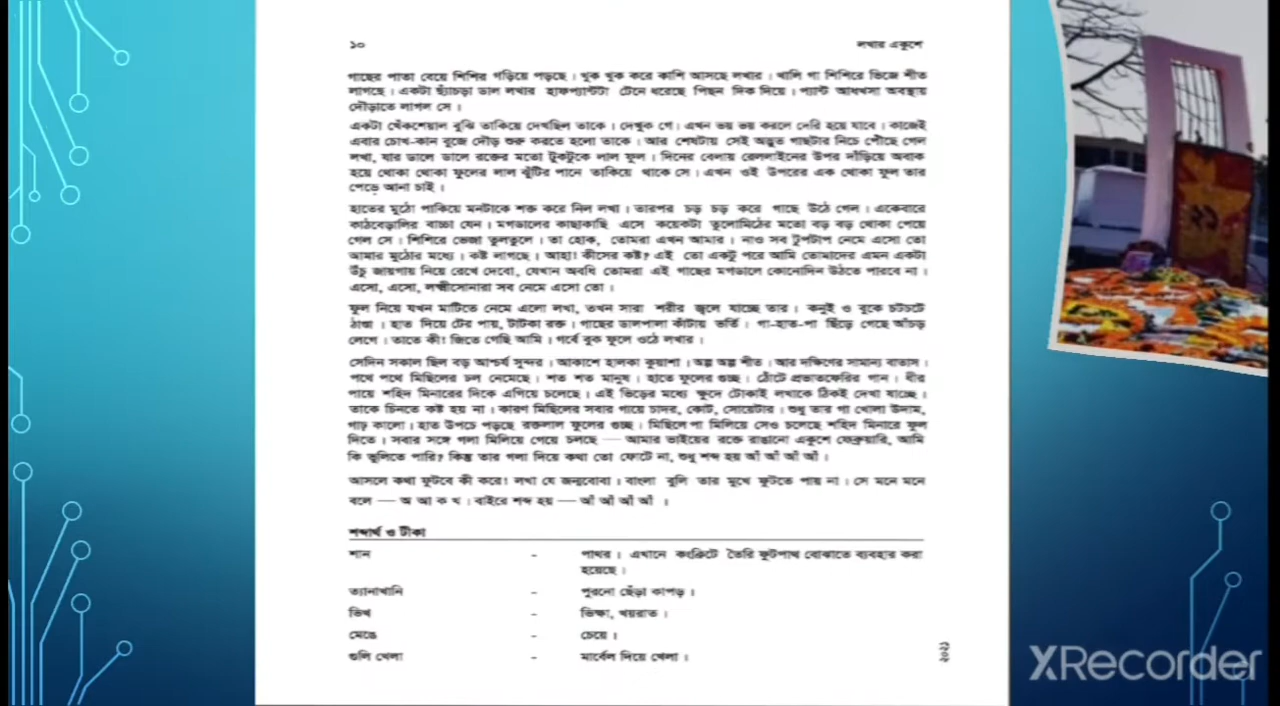 ১০ লখার একুশে
গাছের পাতা বেয়ে শিশির গড়িয়ে পড়ছে। খুক খুক করে কাশি আসছে লখার। খালি গা শিশিরে ভিজে শীত
লাগছে। একটা হ্যাঁচড়া ডাল লখার হাফপ্যান্টটা টেনে ধরেছে পিছন দিক দিয়ে। প্যান্ট আধখসা অবস্থায়
দৌড়াতে লাগল সে।
একটা খেঁকশেয়াল বুঝি তাকিয়ে দেখছিল তাকে। দেখুক গে। এখন ভয় ভয় করলে দেরি হয়ে যাবে। কাজেই
এবার চোখ-কান বুজে দৌড় শুরু করতে হলো তাকে। আর শেষটায় সেই অদ্ভুত গাছটার নিচে পৌঁছে গেল
লখা, যার ডালে ডালে রক্তের মতো টুকটুকে লাল ফুল। দিনের বেলায় রেললাইনের উপর দাঁড়িয়ে অবাক
হয়ে থোকা থোকা ফুলের লাল ঝুঁটির পানে তাকিয়ে থাকে সে। এখন ওই উপরের এক থোকা ফুল তার
পেড়ে আনা চাই।
হাতের মুঠো পাকিয়ে মনটাকে শক্ত করে নিল লখা। তারপর চড় চড় করে গাছে উঠে গেল। একেবারে
কাঠবেড়ালির বাচ্চা যেন। মগডালের কাছাকাছি এসে কয়েকটা তুলোমিঠের মতো বড় বড় থোকা পেয়ে
গেল সে। শিশিরে ভেজা তুলতুলে। তা হোক, তোমরা এখন আমার। নাও সব টুপটাপ নেমে এসো তো
আমার মুঠোর মধ্যে। কষ্ট লাগছে। আহা! কীসের কষ্ট? এই তো একটু পরে আমি তোমাদের এমন একটা
উঁচু জায়গায় নিয়ে রেখে দেবো, যেখান অবধি তোমরা এই গাছের মগডালে কোনোদিন উঠতে পারবে না।
এসো, এসো, লক্ষ্মীসোনারা সব নেমে এসো তো।
ফুল নিয়ে যখন মাটিতে নেমে এলো লখা, তখন সারা শরীর জ্বলে যাচ্ছে তার। কনুই ও বুকে চটচটে
ঠাণ্ডা। হাত দিয়ে টের পায়, টাটকা রক্ত। গাছের ডালপালা কাঁটায় ভর্তি। গা-হাত-পা ছিঁড়ে গেছে আঁচড়
লেগে। তাতে কী! জিতে গেছি আমি। গর্বে বুক ফুলে ওঠে লখার।
সেদিন সকাল ছিল বড় আশ্চর্য সুন্দর। আকাশে হালকা কুয়াশা। অল্প অল্প শীত। আর দক্ষিণের সামান্য বাতাস।
পথে পথে মিছিলের ঢল নেমেছে। শত শত মানুষ। হাতে ফুলের গুচ্ছ। ঠোঁটে প্রভাতফেরির গান। ধীর
পায়ে শহিদ মিনারের দিকে এগিয়ে চলেছে। এই ভিড়ের মধ্যে ক্ষুদে টোকাই লখাকে ঠিকই দেখা যাচ্ছে।
তাকে চিনতে কষ্ট হয় না। কারণ মিছিলের সবার গায়ে চাদর, কোট, সোয়েটার। শুধু তার গা খোলা উদাম,
গাঢ় কালো। হাত উপচে পড়ছে রক্তলাল ফুলের গুচ্ছ। মিছিলে পা মিলিয়ে সেও চলেছে শহিদ মিনারে ফুল
দিতে। সবার সঙ্গে গলা মিলিয়ে গেয়ে চলছে — আমার ভাইয়ের রক্তে রাঙানো একুশে ফেব্রুয়ারি, আমি
কি ভুলিতে পারি? কিন্তু তার গলা দিয়ে কথা তো ফোটে না, শুধু শব্দ হয় আঁ আঁ আঁ আঁ।
আসলে কথা ফুটবে কী করে! লখা যে জন্মবোবা। বাংলা বুলি তার মুখে ফুটতে পায় না। সে মনে মনে
বলে — অ আ ক খ। বাইরে শব্দ হয় — আঁ আঁ আঁ আঁ ।
শব্দার্থ ও টীকা
শান - পাথর। এখানে কংক্রিটে তৈরি ফুটপাথ বোঝাতে ব্যবহার করা
হয়েছে।
ত্যানাখানি - পুরনো ছেঁড়া কাপড়।
ভিখ - ভিক্ষা, খয়রাত।
মেঙে - চেয়ে।
গুলি খেলা - মার্বেল দিয়ে খেলা।
২০২১
XRecorder